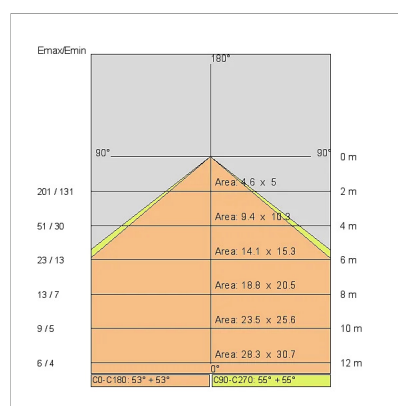 Emax/Emin
180°
90° 90° 0 m
Area: 4.6 x 5
201 / 131 2 m
Area: 9.4 x 10.3
51 / 30 4 m
Area: 14.1 x 15.3
23 / 13 6 m
Area: 18.8 x 20.5
13 / 7 8 m
Area: 23.5 x 25.6
9 / 5 10 m
Area: 28.3 x 30.7
6 / 4 12 m
0°
C0-C180: 53° + 53° C90-C270: 55° + 55°